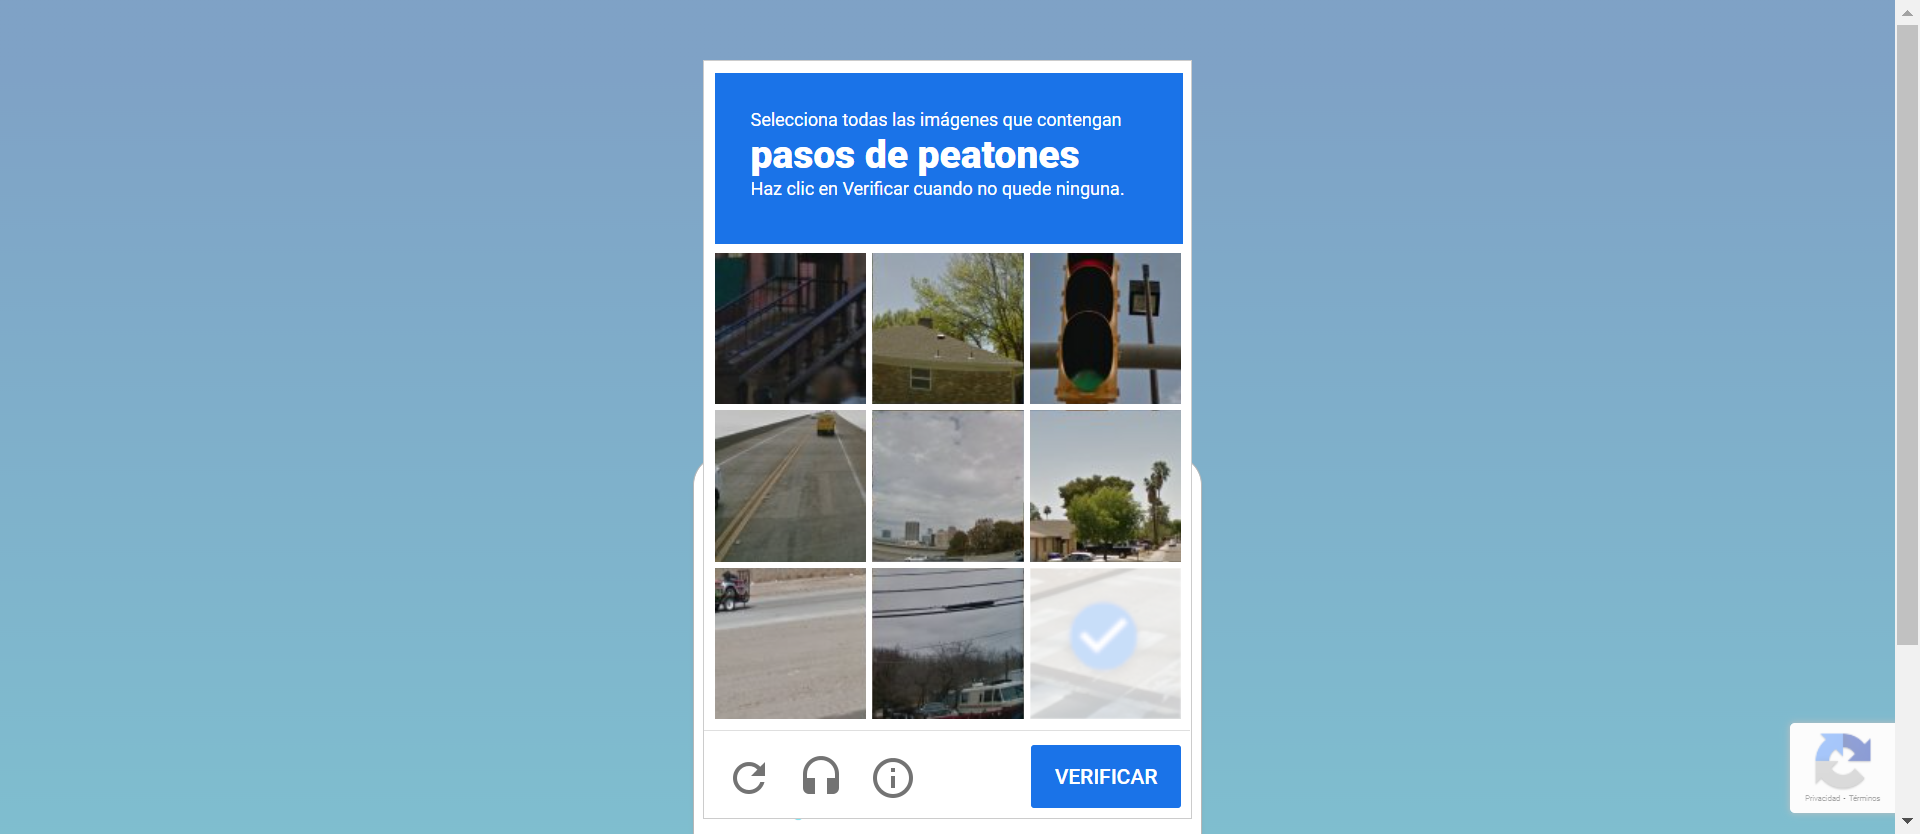 Selecciona todas las imágenes que contengan
pasos de peatones
Haz clic en Verificar cuando no quede ninguna.
VERIFICAR
Privacidad - Términos